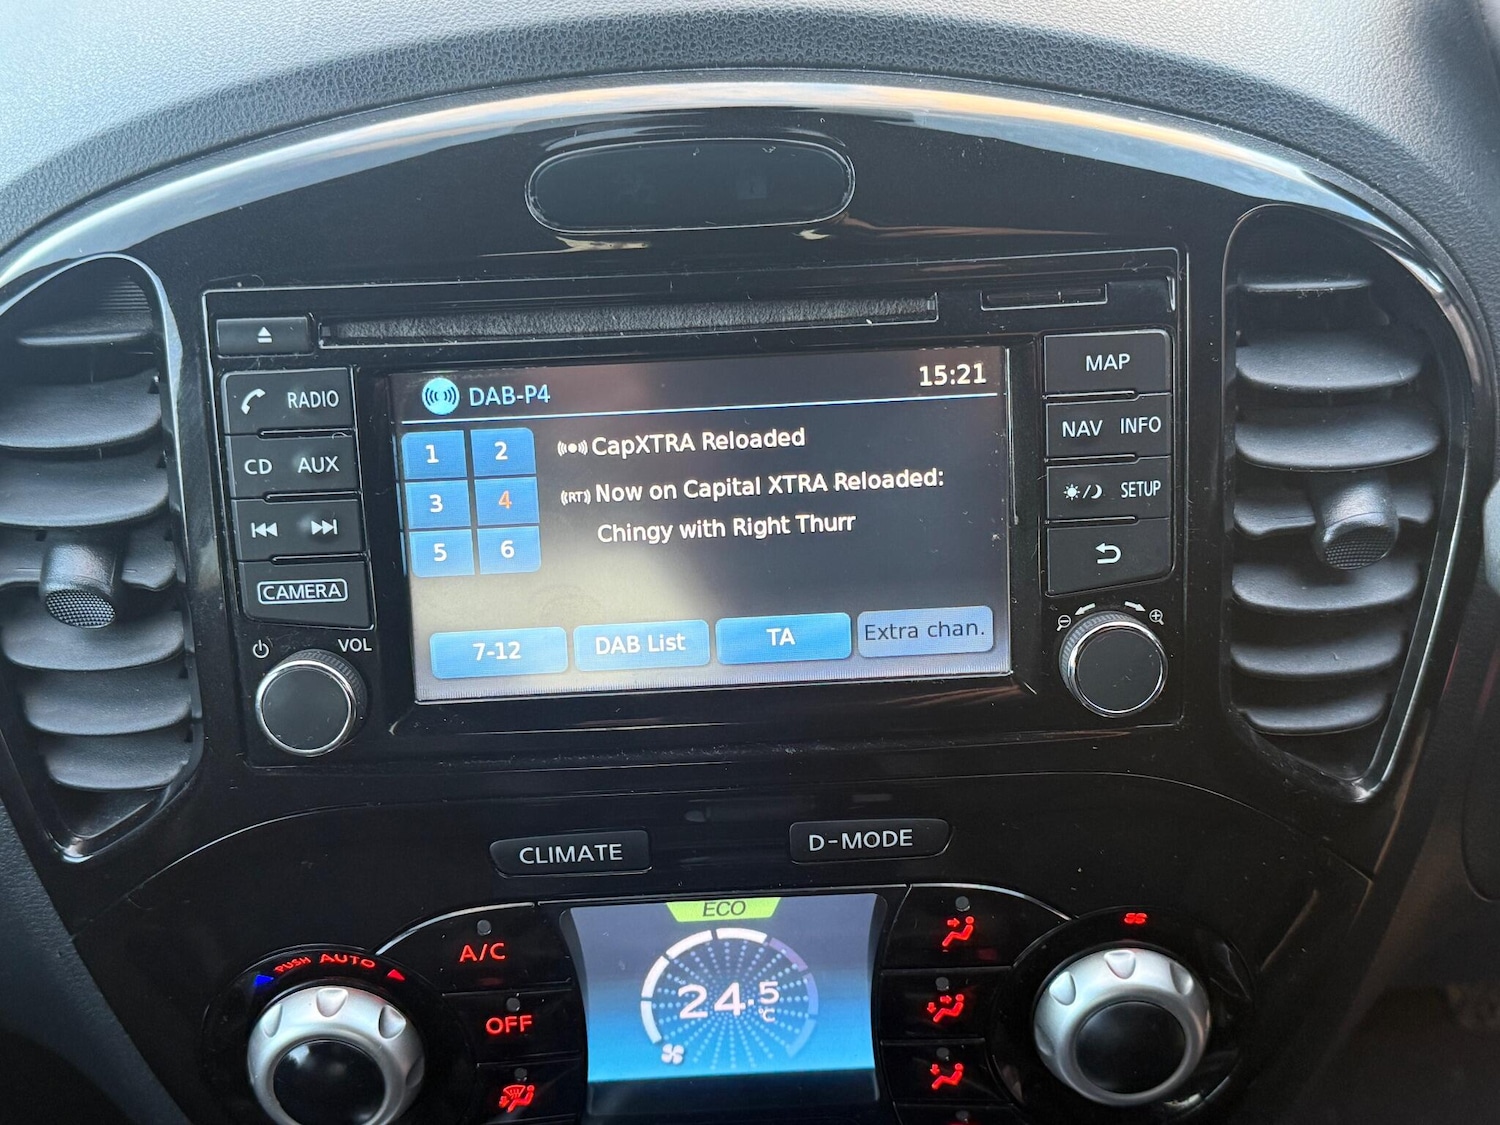 RADIO
CD AUX
CAMERA
VOL
DAB-P4 15:21
1 2
3 4
5 6
CapXTRA Reloaded
(RT) Now on Capital XTRA Reloaded:
Chingy with Right Thurr
7-12 DAB List TA Extra chan.
MAP
NAV INFO
SETUP
CLIMATE D-MODE
ECO
PUSH AUTO
A/C
OFF
24.5
°C